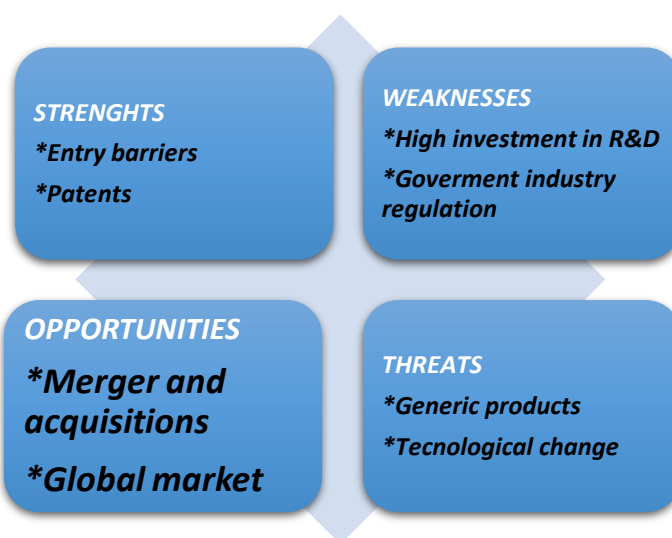 STRENGHTS
*Entry barriers
*Patents
WEAKNESSES
*High investment in R&D
*Goverment industry
regulation
OPPORTUNITIES
*Merger and
acquisitions
*Global market
THREATS
*Generic products
*Tecnological change